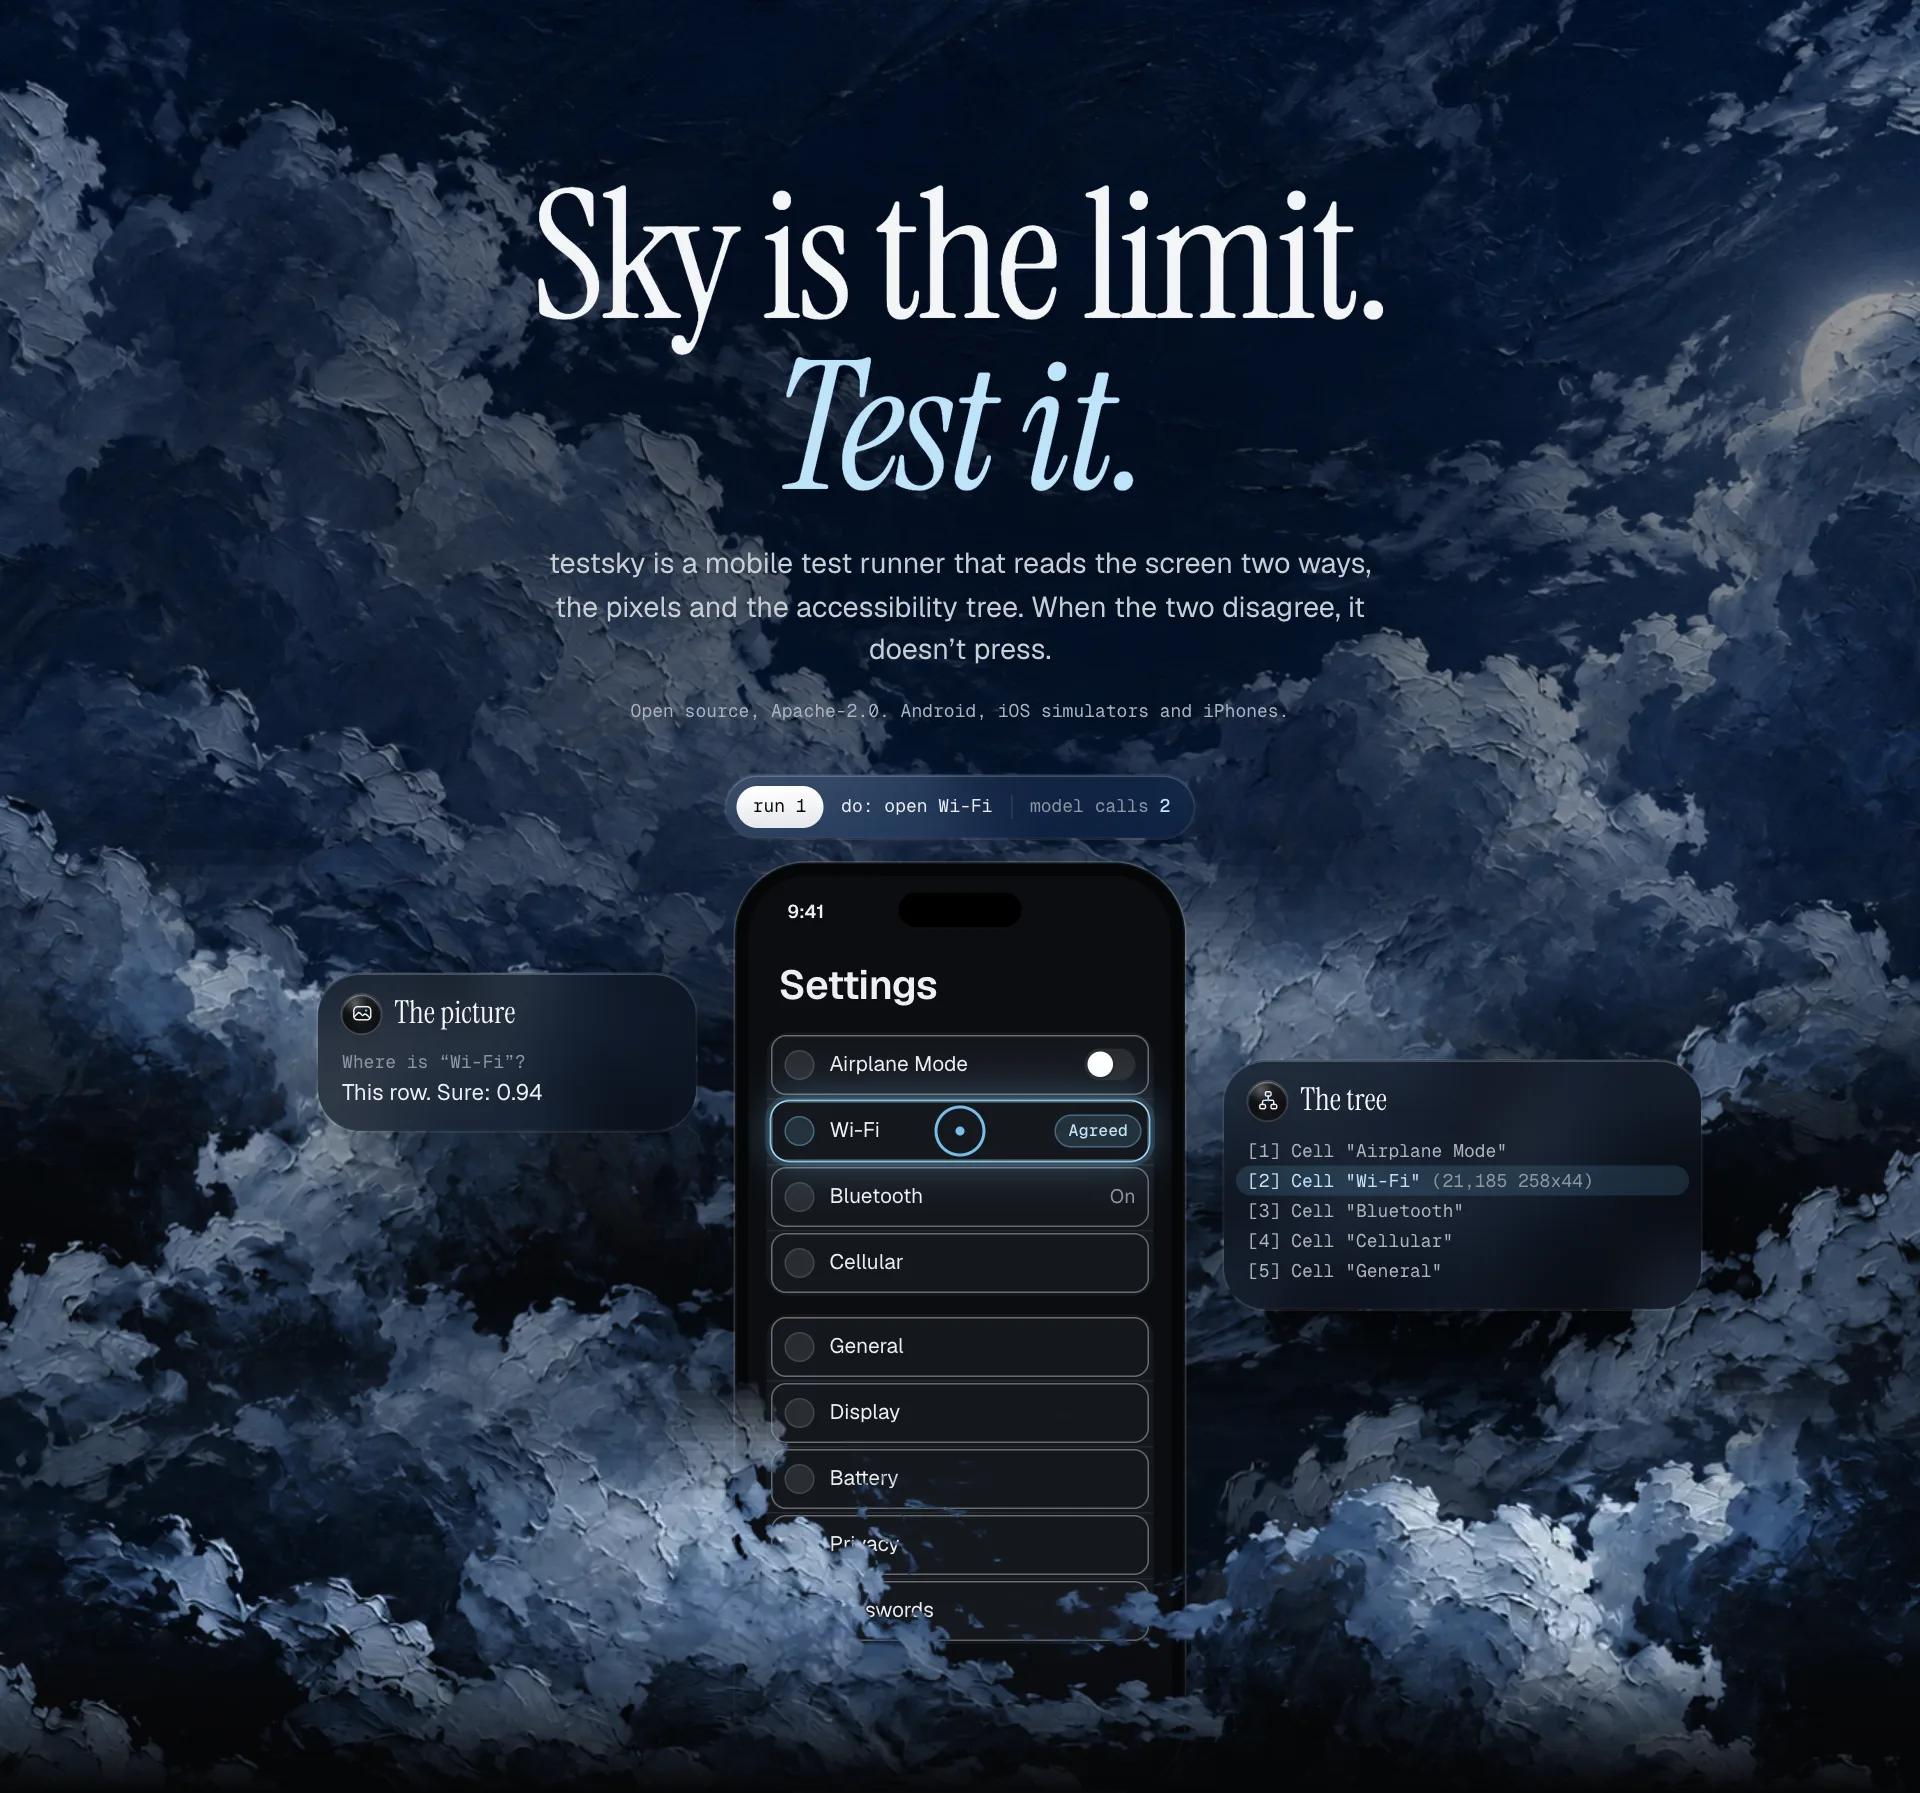 Sky is the limit.
Test it.
testsky is a mobile test runner that reads the screen two ways,
the pixels and the accessibility tree. When the two disagree, it
doesn’t press.
Open source, Apache-2.0. Android, iOS simulators and iPhones.
run 1 do: open Wi-Fi model calls 2
9:41
Settings
Airplane Mode
Wi-Fi Agreed
Bluetooth On
Cellular
General
Display
Battery
Privacy
swords
The picture
Where is “Wi-Fi”?
This row. Sure: 0.94
The tree
[1] Cell "Airplane Mode"
[2] Cell "Wi-Fi" (21,185 258x44)
[3] Cell "Bluetooth"
[4] Cell "Cellular"
[5] Cell "General"